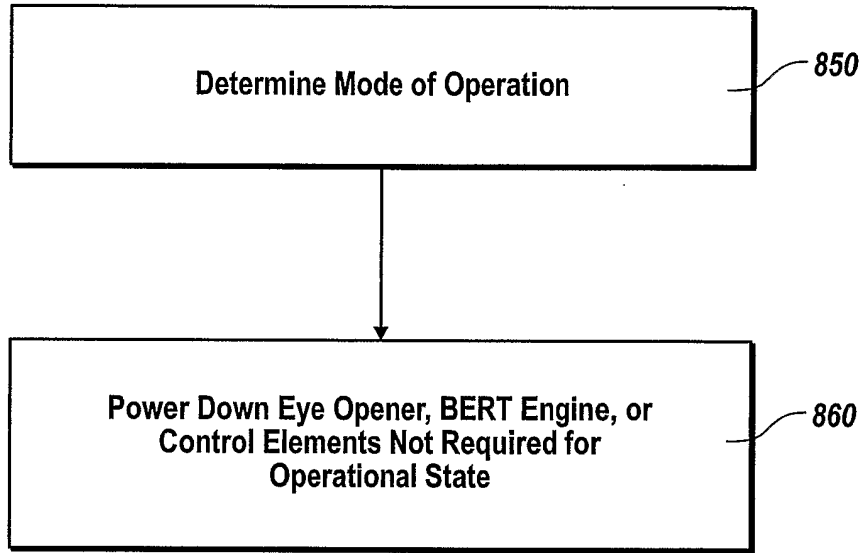 Determine Mode of Operation
850
Power Down Eye Opener, BERT Engine, or
Control Elements Not Required for
Operational State
860